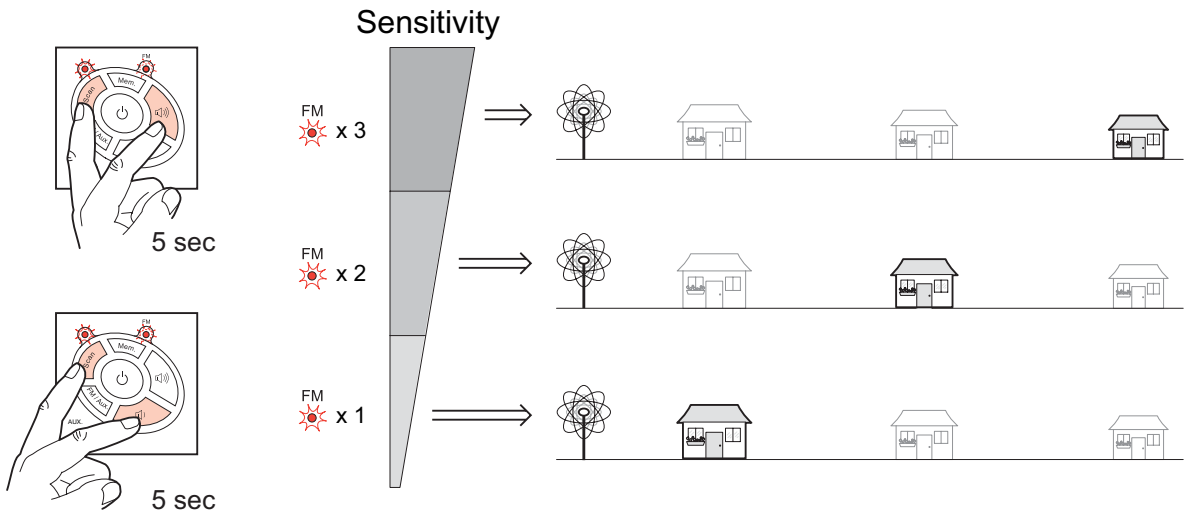 Sensitivity
FM
Mem.
Scan
/ Aux.
5 sec
FM
x 3
FM
x 2
FM
Mem.
Scan
FM / Aux
AUX.
5 sec
FM
x 1